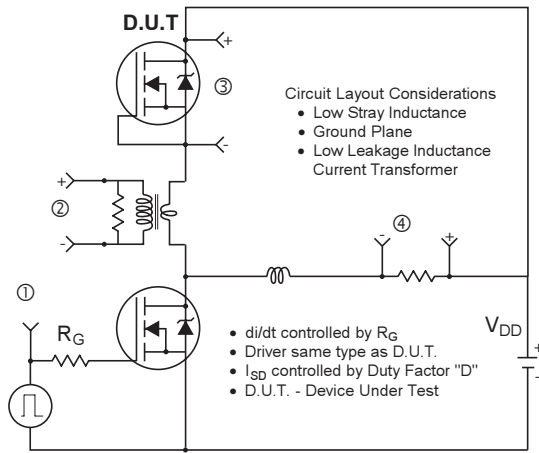 D.U.T
+
③
-
Circuit Layout Considerations
• Low Stray Inductance
• Ground Plane
• Low Leakage Inductance
Current Transformer
+
②
-
④
- +
①
RG
• di/dt controlled by RG
• Driver same type as D.U.T.
• ISD controlled by Duty Factor "D"
• D.U.T. - Device Under Test
VDD
+
-